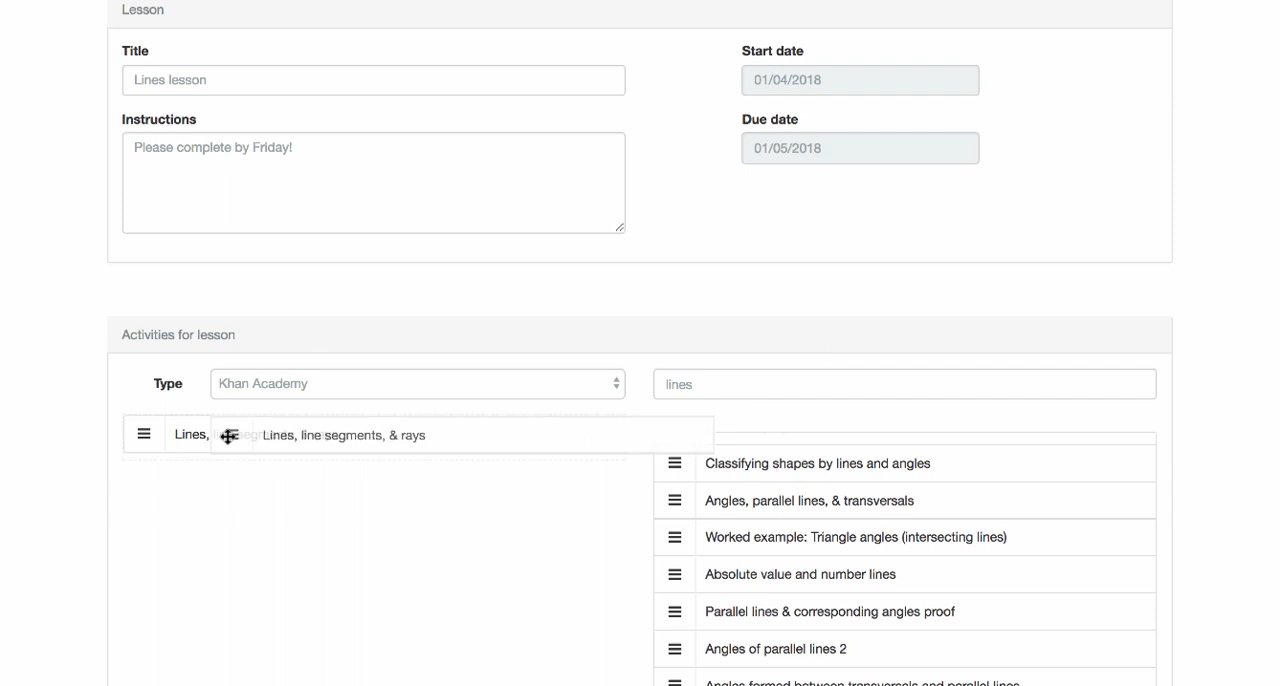 Lesson
Title
Start date
Lines lesson
01/04/2018
Instructions
Due date
Please complete by Friday!
01/05/2018
Activities for lesson
Type
Khan Academy
lines
Lines,
Lines, line segments, & rays
Classifying shapes by lines and angles
Angles, parallel lines, & transversals
Worked example: Triangle angles (intersecting lines)
Absolute value and number lines
Parallel lines & corresponding angles proof
Angles of parallel lines 2
Angles formed between transversals and parallel lines